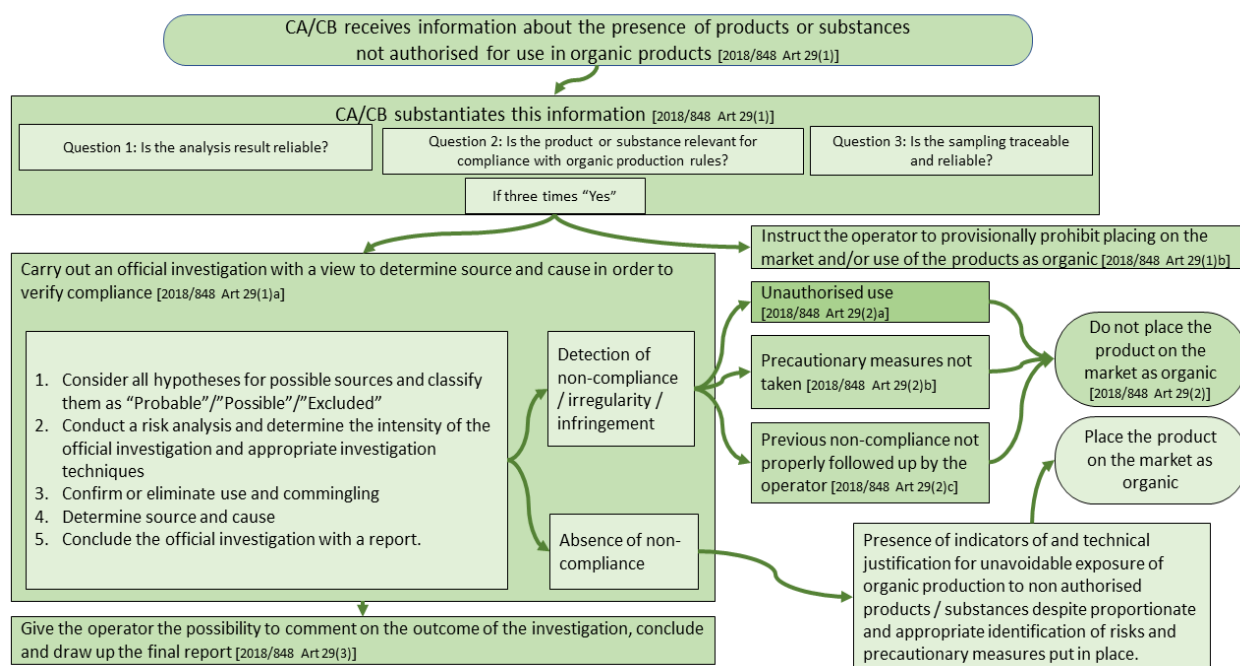 CA/CB receives information about the presence of products or substances
not authorised for use in organic products [2018/848 Art 29(1)]
CA/CB substantiates this information [2018/848 Art 29(1)]
Question 1: Is the analysis result reliable?
Question 2: Is the product or substance relevant for
compliance with organic production rules?
Question 3: Is the sampling traceable
and reliable?
If three times “Yes”
Instruct the operator to provisionally prohibit placing on the
market and/or use of the products as organic [2018/848 Art 29(1)b]
Carry out an official investigation with a view to determine source and cause in order to
verify compliance [2018/848 Art 29(1)a]
1. Consider all hypotheses for possible sources and classify
them as “Probable”/”Possible”/”Excluded”
2. Conduct a risk analysis and determine the intensity of the
official investigation and appropriate investigation
techniques
3. Confirm or eliminate use and commingling
4. Determine source and cause
5. Conclude the official investigation with a report.
Detection of
non-compliance
/ irregularity /
infringement
Absence of non-
compliance
Unauthorised use
[2018/848 Art 29(2)a]
Precautionary measures not
taken [2018/848 Art 29(2)b]
Previous non-compliance not
properly followed up by the
operator [2018/848 Art 29(2)c]
Do not place the
product on the
market as organic
[2018/848 Art 29(2)]
Place the product
on the market as
organic
Presence of indicators of and technical
justification for unavoidable exposure of
organic production to non authorised
products / substances despite proportionate
and appropriate identification of risks and
precautionary measures put in place.
Give the operator the possibility to comment on the outcome of the investigation, conclude
and draw up the final report [2018/848 Art 29(3)]